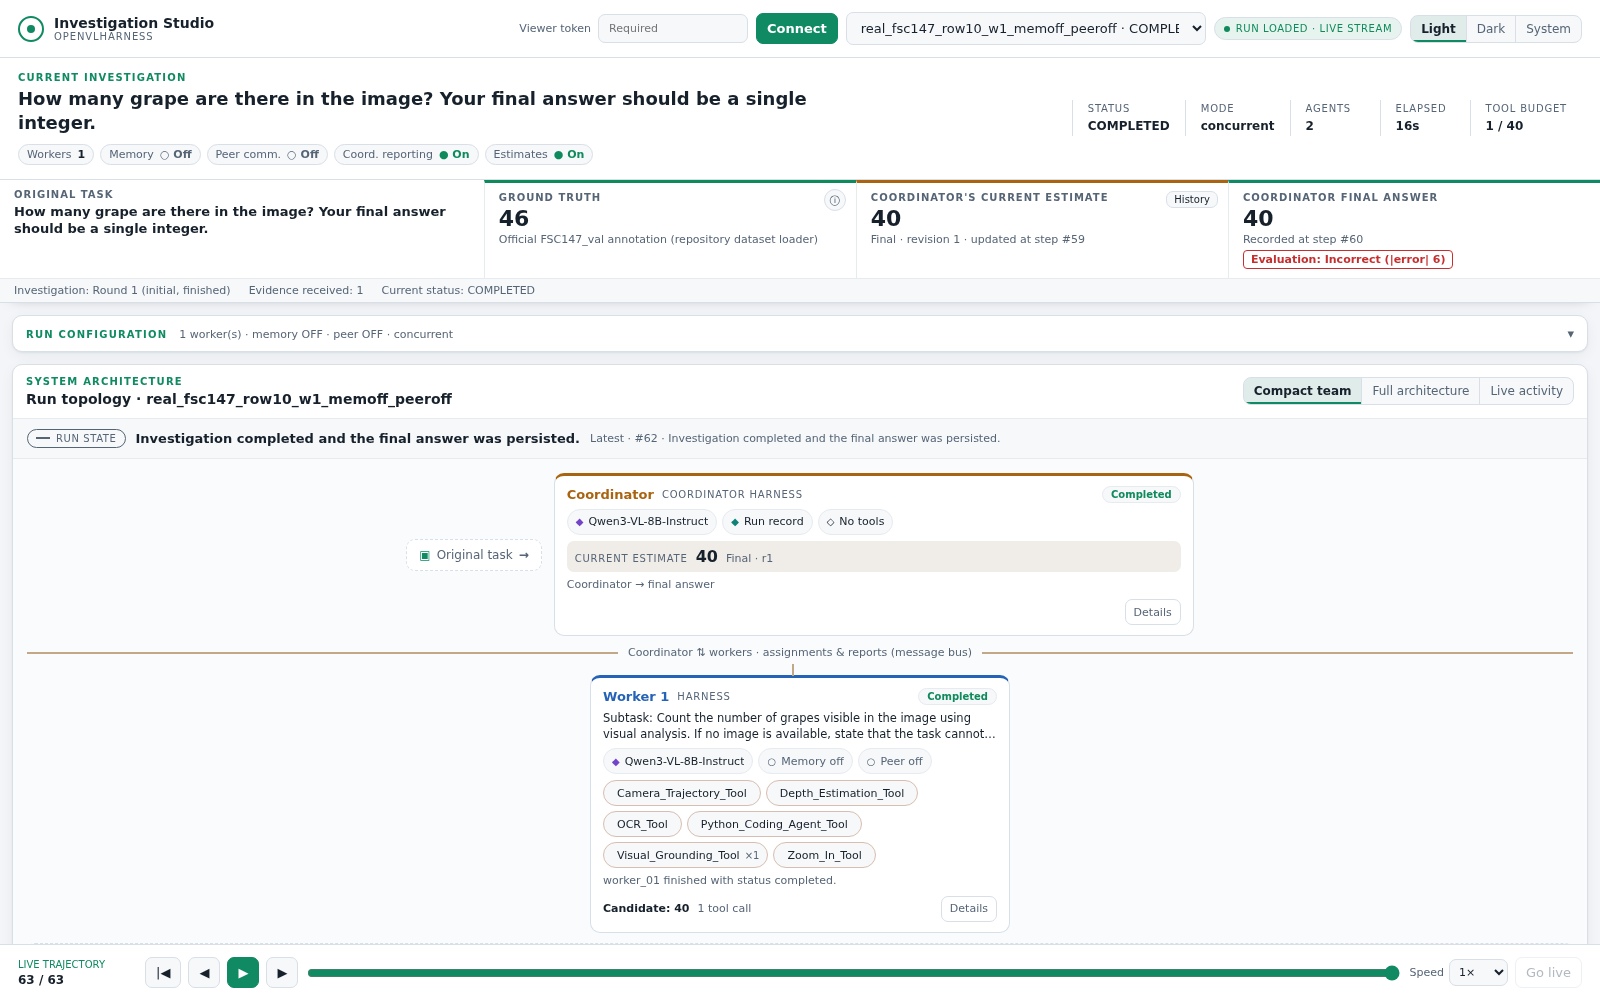 Investigation Studio
OPENVLHARNESS
Viewer token
Required
Connect
real_fsc147_row10_w1_memoff_peeroff · COMPLE
RUN LOADED · LIVE STREAM
Light
Dark
System
CURRENT INVESTIGATION
How many grape are there in the image? Your final answer should be a single
integer.
Workers 1
Memory ○ Off
Peer comm. ○ Off
Coord. reporting ● On
Estimates ● On
STATUS
COMPLETED
MODE
concurrent
AGENTS
2
ELAPSED
16s
TOOL BUDGET
1 / 40
ORIGINAL TASK
How many grape are there in the image? Your final answer
should be a single integer.
GROUND TRUTH
ⓘ
46
Official FSC147_val annotation (repository dataset loader)
COORDINATOR'S CURRENT ESTIMATE
History
40
Final · revision 1 · updated at step #59
COORDINATOR FINAL ANSWER
40
Recorded at step #60
Evaluation: Incorrect (|error| 6)
Investigation: Round 1 (initial, finished)
Evidence received: 1
Current status: COMPLETED
RUN CONFIGURATION
1 worker(s) · memory OFF · peer OFF · concurrent
SYSTEM ARCHITECTURE
Run topology · real_fsc147_row10_w1_memoff_peeroff
Compact team
Full architecture
Live activity
RUN STATE
Investigation completed and the final answer was persisted.
Latest · #62 · Investigation completed and the final answer was persisted.
Original task →
Coordinator COORDINATOR HARNESS
Completed
Qwen3-VL-8B-Instruct
Run record
No tools
CURRENT ESTIMATE 40 Final · r1
Coordinator → final answer
Details
Coordinator ⇅ workers · assignments & reports (message bus)
Worker 1 HARNESS
Completed
Subtask: Count the number of grapes visible in the image using
visual analysis. If no image is available, state that the task cannot…
Qwen3-VL-8B-Instruct
Memory off
Peer off
Camera_Trajectory_Tool
Depth_Estimation_Tool
OCR_Tool
Python_Coding_Agent_Tool
Visual_Grounding_Tool ×1
Zoom_In_Tool
worker_01 finished with status completed.
Candidate: 40 1 tool call
Details
LIVE TRAJECTORY
63 / 63
Speed
1×
Go live